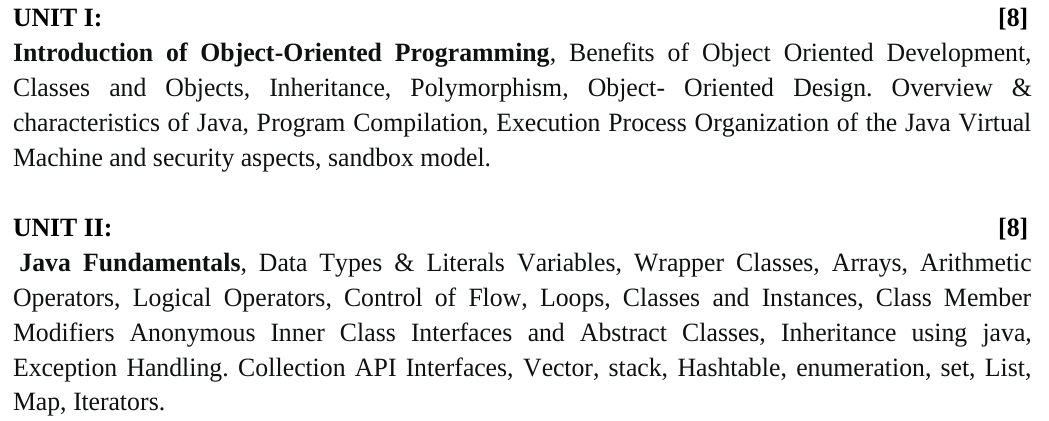 UNIT I: [8]
Introduction of Object-Oriented Programming, Benefits of Object Oriented Development,
Classes and Objects, Inheritance, Polymorphism, Object- Oriented Design. Overview &
characteristics of Java, Program Compilation, Execution Process Organization of the Java Virtual
Machine and security aspects, sandbox model.
UNIT II: [8]
Java Fundamentals, Data Types & Literals Variables, Wrapper Classes, Arrays, Arithmetic
Operators, Logical Operators, Control of Flow, Loops, Classes and Instances, Class Member
Modifiers Anonymous Inner Class Interfaces and Abstract Classes, Inheritance using java,
Exception Handling. Collection API Interfaces, Vector, stack, Hashtable, enumeration, set, List,
Map, Iterators.